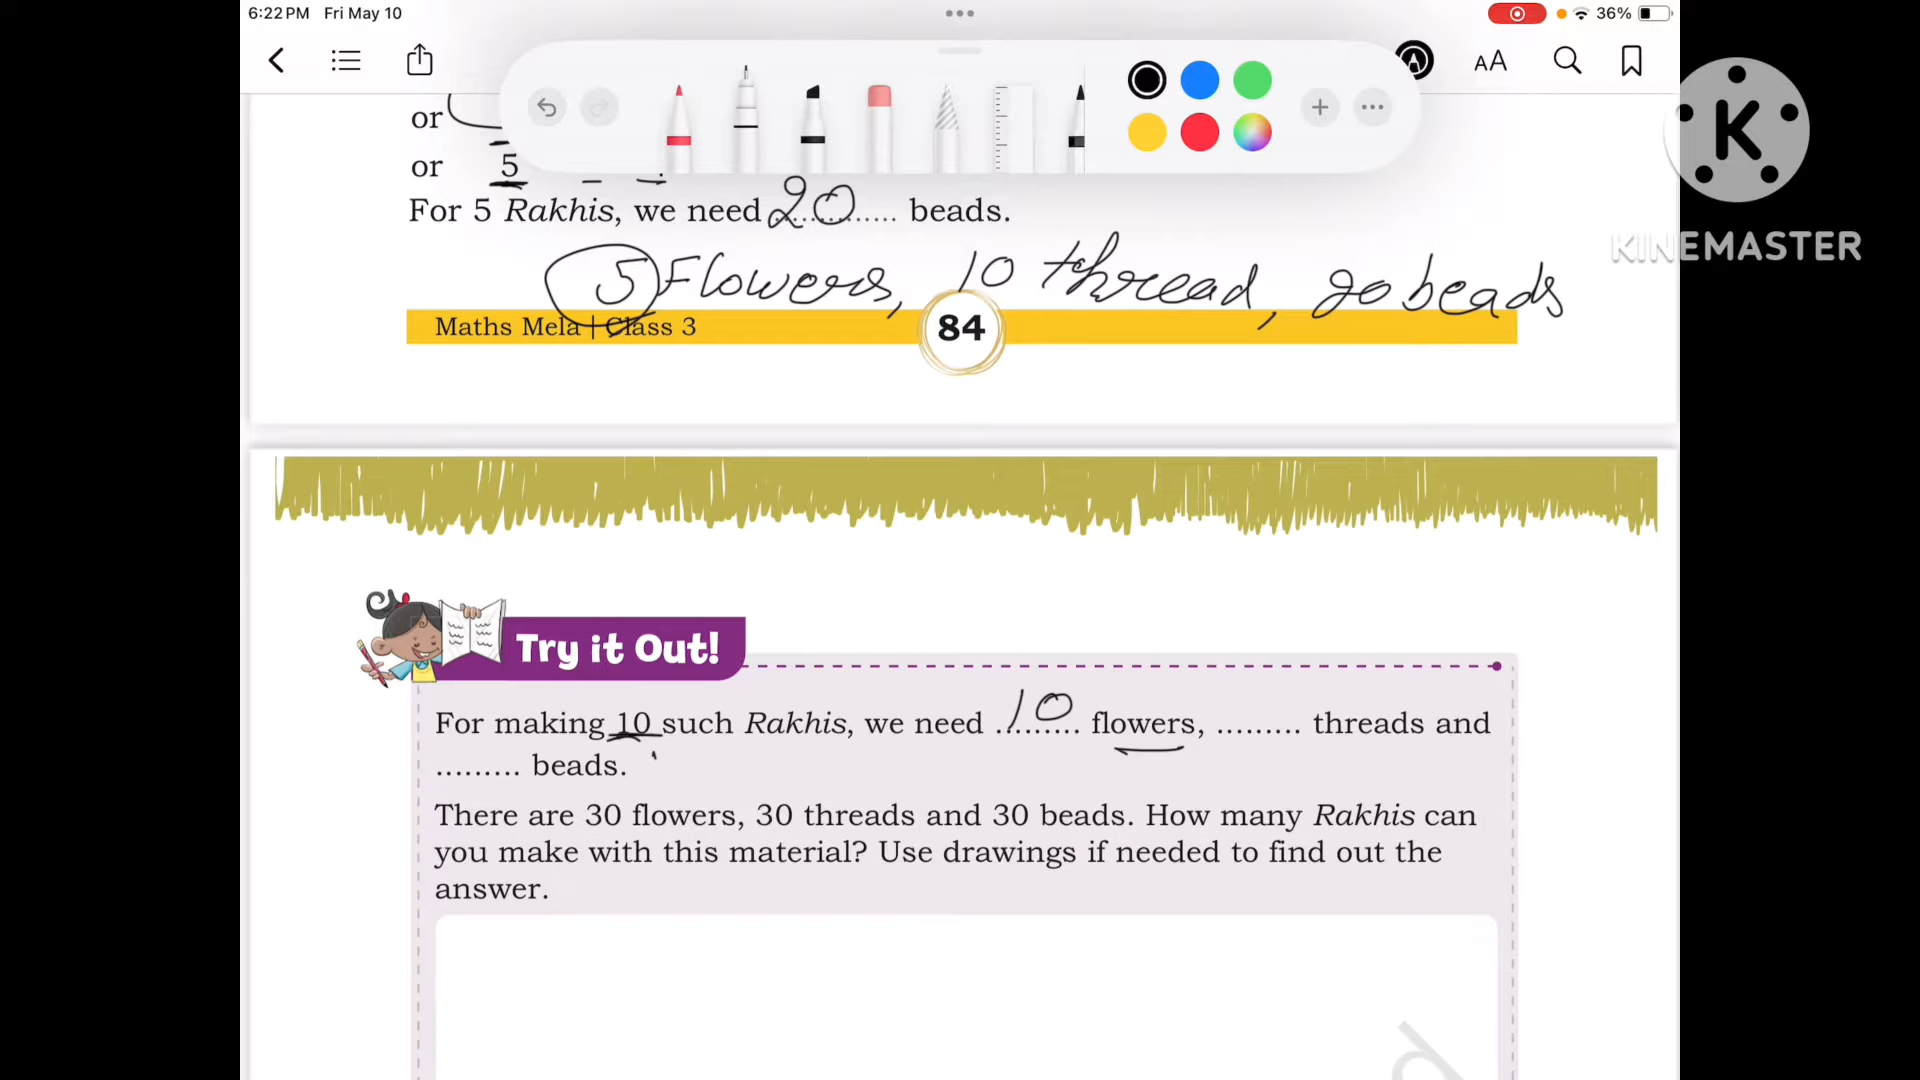 6:22 PM Fri May 10
36%
AA
K
KINEMASTER
or
or 5
For 5 Rakhis, we need 20 ............ beads.
5 Flowers, 10 thread, 20 beads
Maths Mela | Class 3
84
Try it Out!
For making 10 such Rakhis, we need 10 ......... flowers, ......... threads and
......... beads.
There are 30 flowers, 30 threads and 30 beads. How many Rakhis can
you make with this material? Use drawings if needed to find out the
answer.